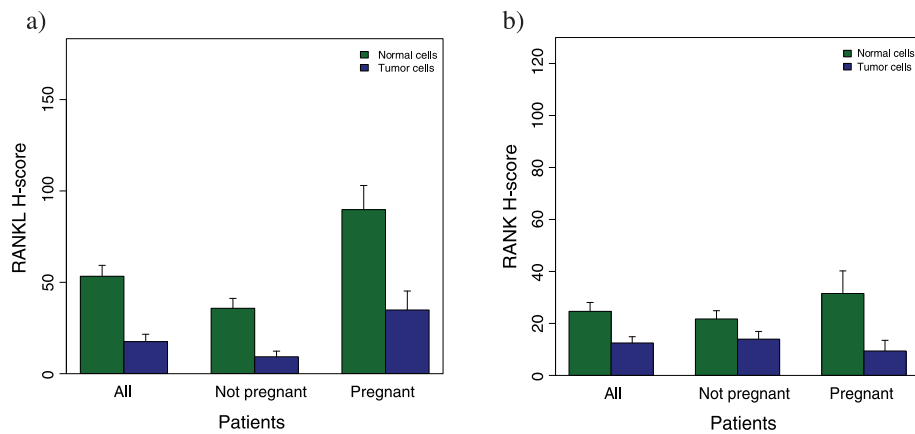 a)
Normal cells
Tumor cells
RANKL H-score
150
100
50
0
All
Not pregnant
Pregnant
Patients
b)
Normal cells
Tumor cells
RANK H-score
120
100
80
60
40
20
0
All
Not pregnant
Pregnant
Patients